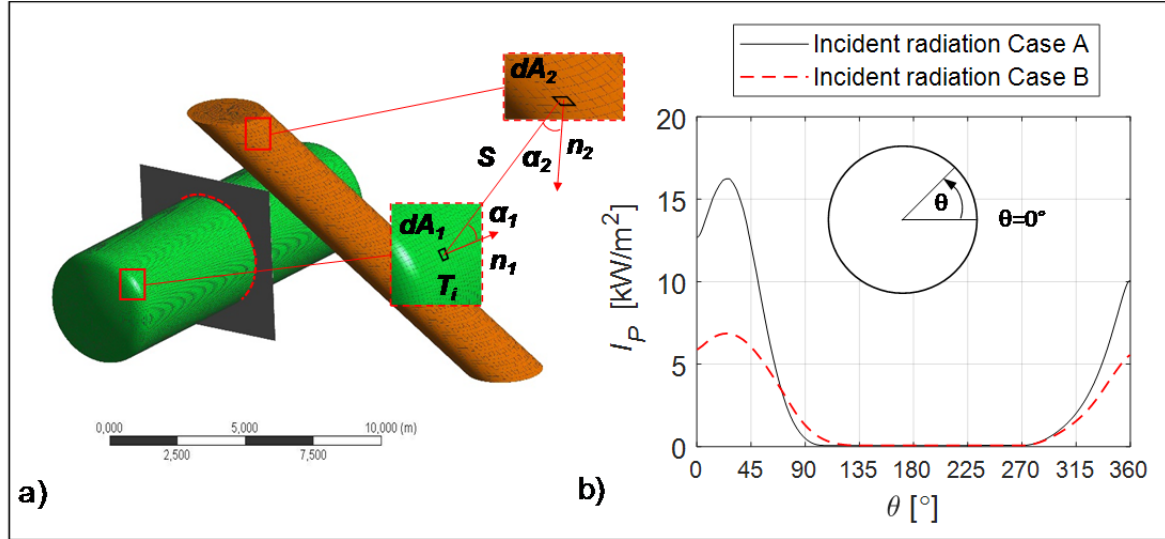 dA2
S
α2
n2
α1
dA1
n1
Ti
0,000 5,000 10,000 (m)
2,500 7,500
a)
Incident radiation Case A
Incident radiation Case B
20
15
10
5
0
IP [kW/m²]
θ
θ=0°
0 45 90 135 180 225 270 315 360
θ [°]
b)